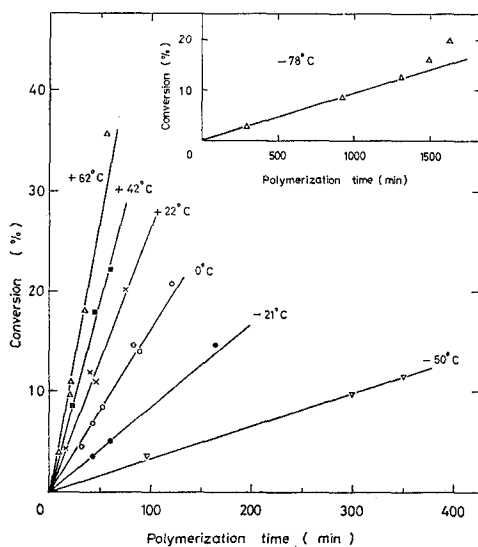 20
10
0
Conversion (%)
−78°C
500
1000
1500
Polymerization time (min)
40
30
20
10
0
Conversion (%)
+62°C
+42°C
+22°C
0°C
−21°C
−50°C
0
100
200
300
400
Polymerization time (min)